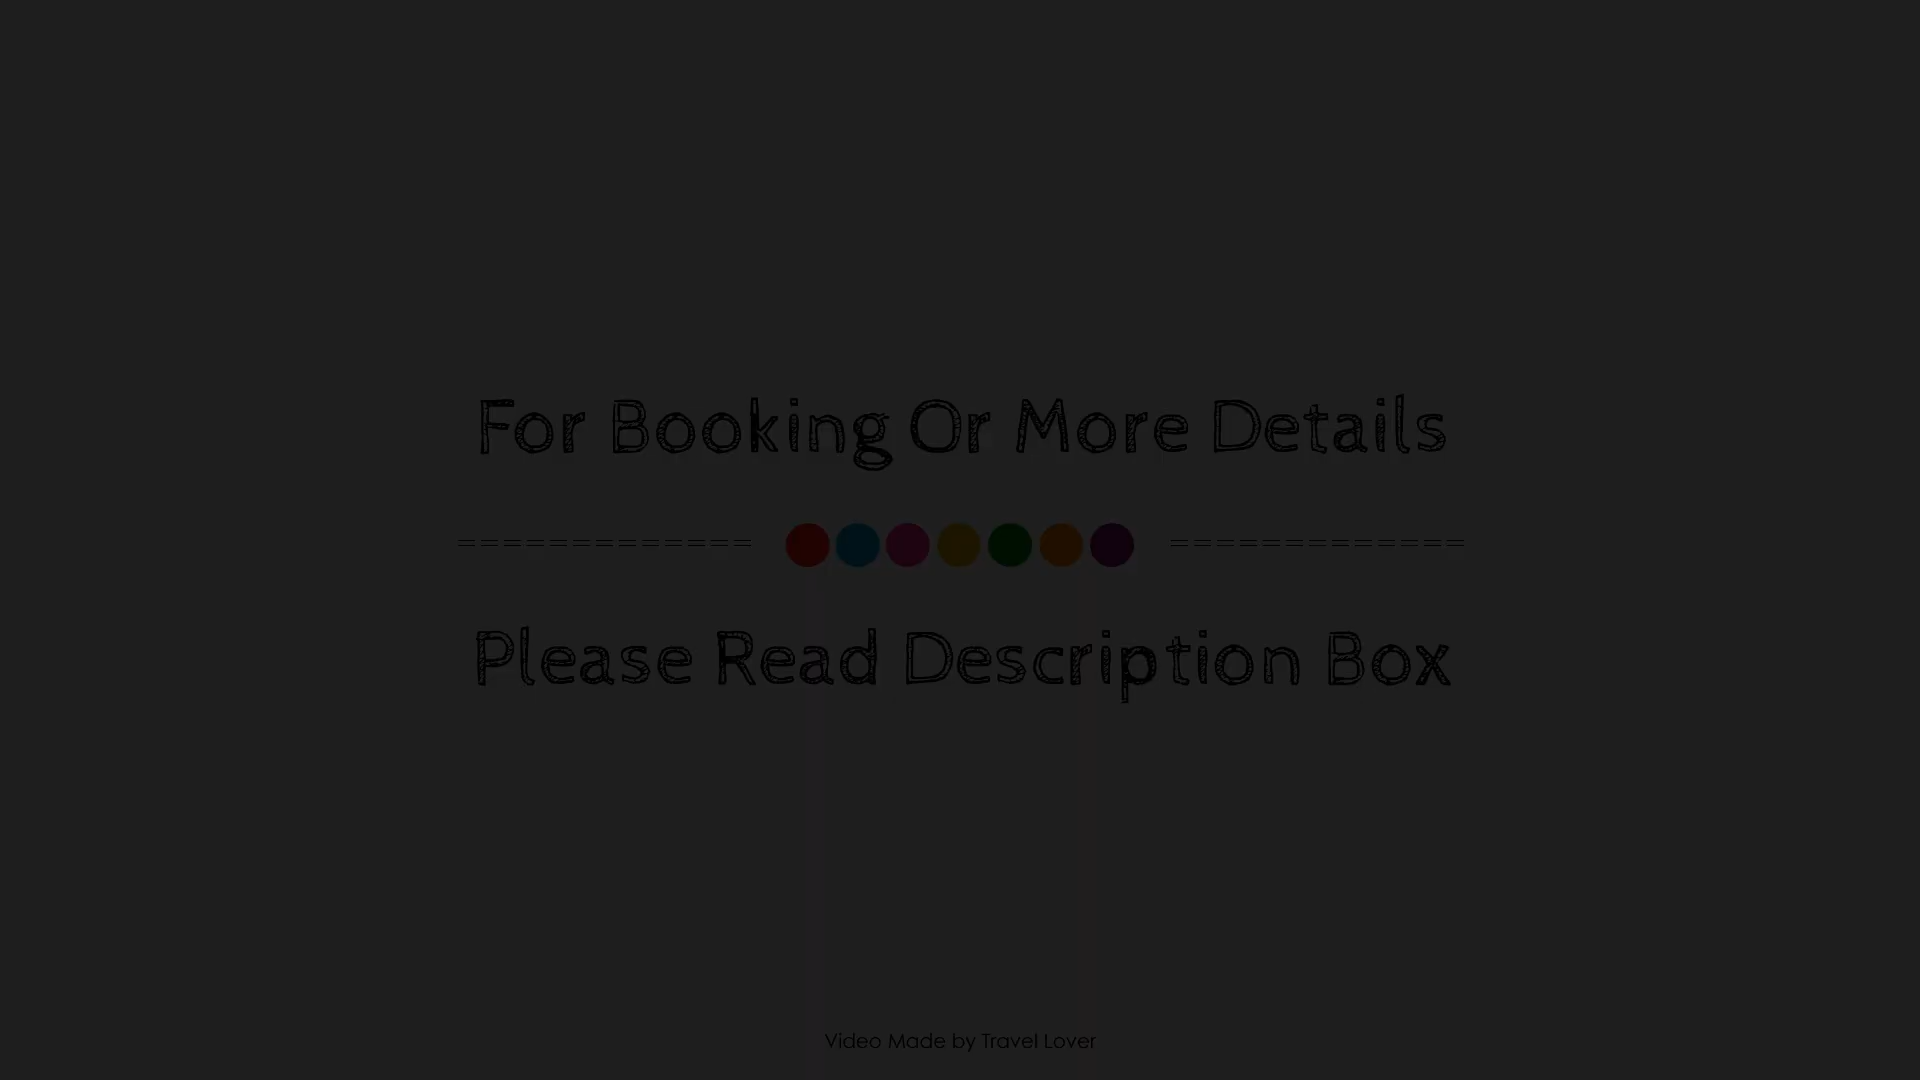 For Booking Or More Details
============= =============
Please Read Description Box
Video Made by Travel Lover